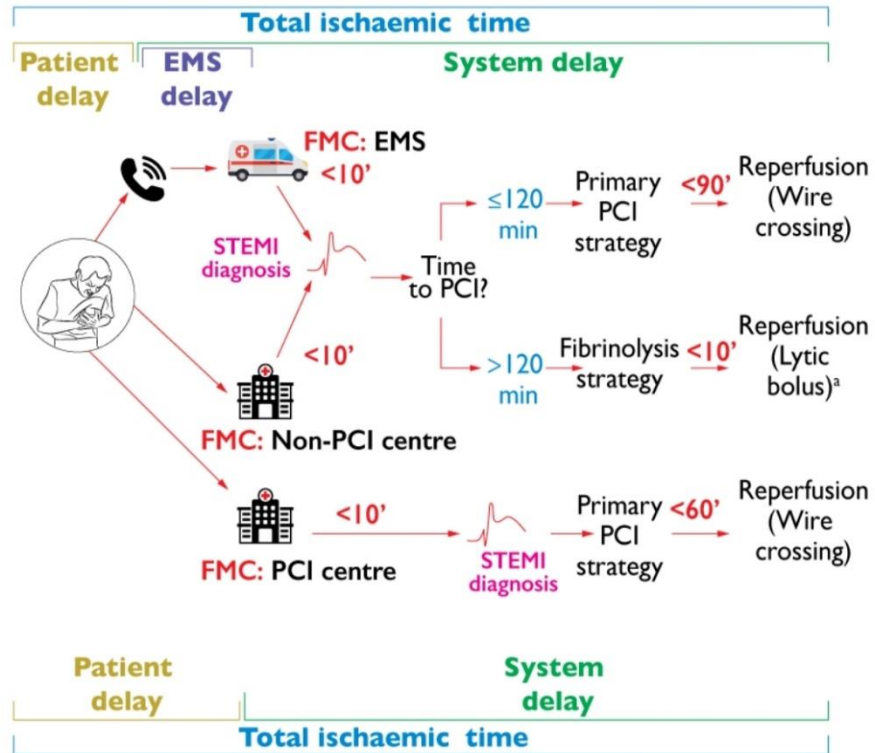 Total ischaemic time
Patient
delay
EMS
delay
System delay
FMC: EMS
<10'
STEMI
diagnosis
Time
to PCI?
≤120
min
Primary
PCI
strategy
<90'
Reperfusion
(Wire
crossing)
<10'
FMC: Non-PCI centre
>120
min
Fibrinolysis
strategy
<10'
Reperfusion
(Lytic
bolus)ᵃ
FMC: PCI centre
<10'
STEMI
diagnosis
Primary
PCI
strategy
<60'
Reperfusion
(Wire
crossing)
Patient
delay
System
delay
Total ischaemic time